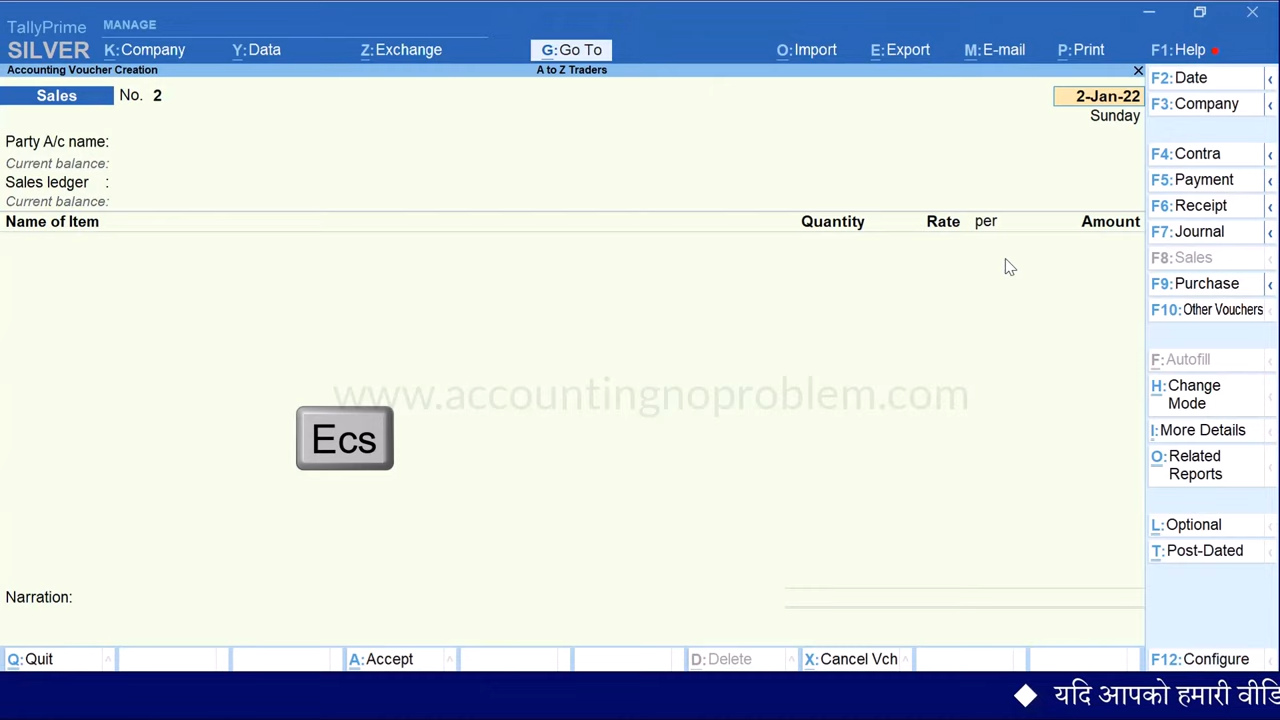 TallyPrime MANAGE
SILVER K:Company Y:Data Z:Exchange G:Go To O:Import E:Export M:E-mail P:Print F1:Help
Accounting Voucher Creation A to Z Traders
Sales No. 2 2-Jan-22
Sunday
Party A/c name:
Current balance:
Sales ledger :
Current balance:
Name of Item Quantity Rate per Amount
www.accountingnoproblem.com
Ecs
Narration:
F2:Date
F3:Company
F4:Contra
F5:Payment
F6:Receipt
F7:Journal
F8:Sales
F9:Purchase
F10:Other Vouchers
F:Autofill
H:Change
Mode
I:More Details
O:Related
Reports
L:Optional
T:Post-Dated
Q:Quit A:Accept D:Delete X:Cancel Vch F12:Configure
◆ यदि आपको हमारी वीडि